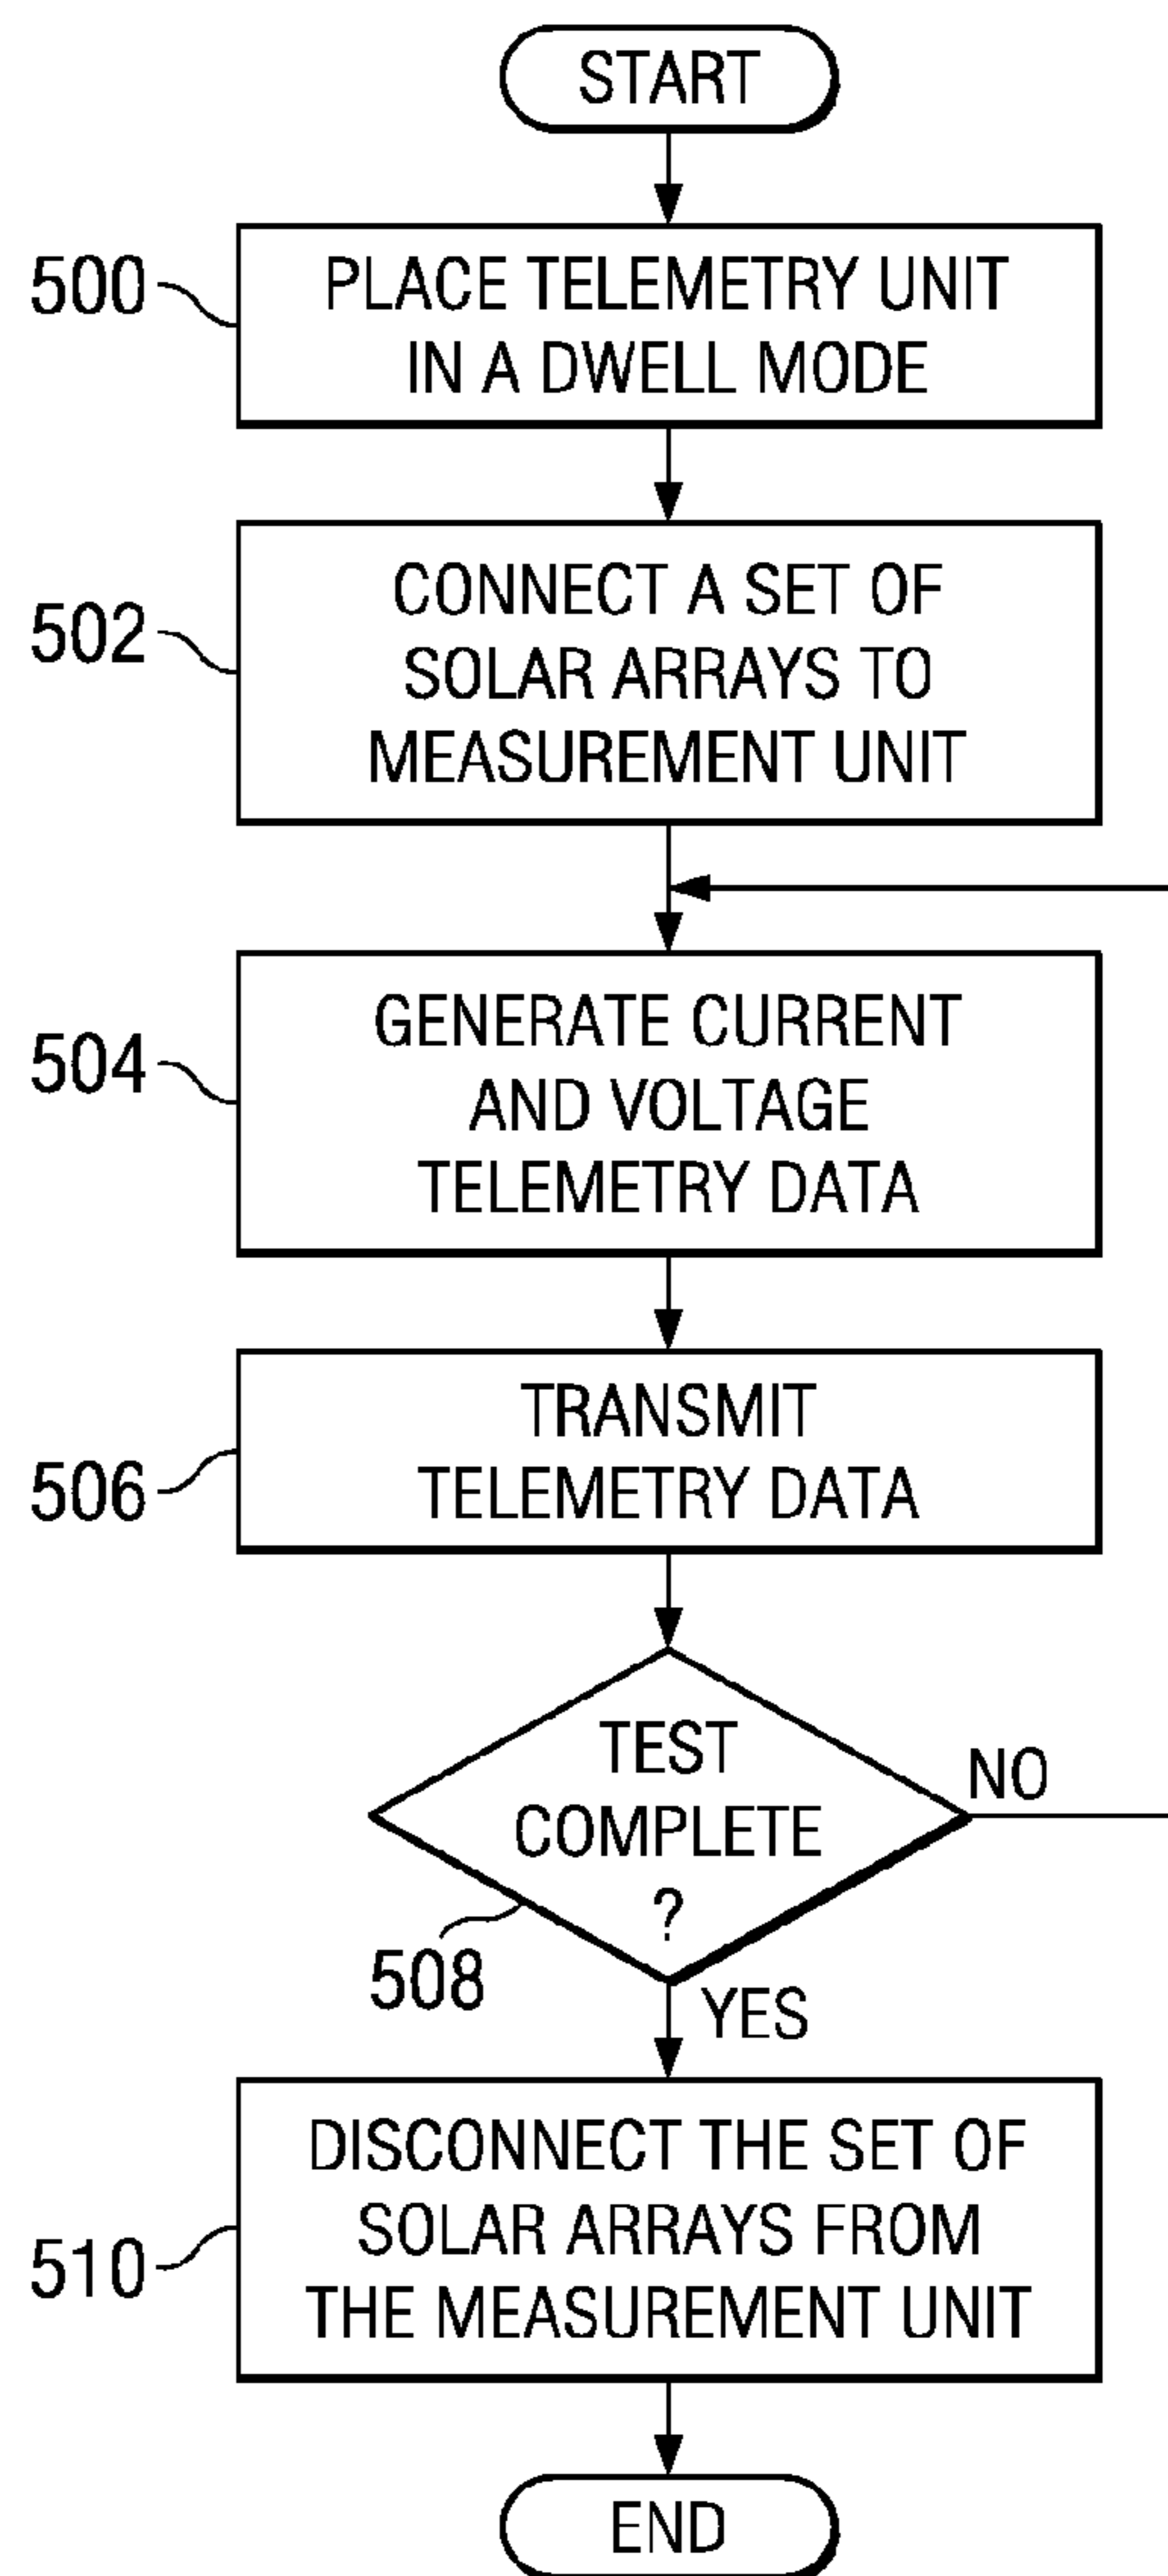 START
500
PLACE TELEMETRY UNIT
IN A DWELL MODE
502
CONNECT A SET OF
SOLAR ARRAYS TO
MEASUREMENT UNIT
504
GENERATE CURRENT
AND VOLTAGE
TELEMETRY DATA
506
TRANSMIT
TELEMETRY DATA
TEST
COMPLETE
?
NO
508
YES
510
DISCONNECT THE SET OF
SOLAR ARRAYS FROM
THE MEASUREMENT UNIT
END